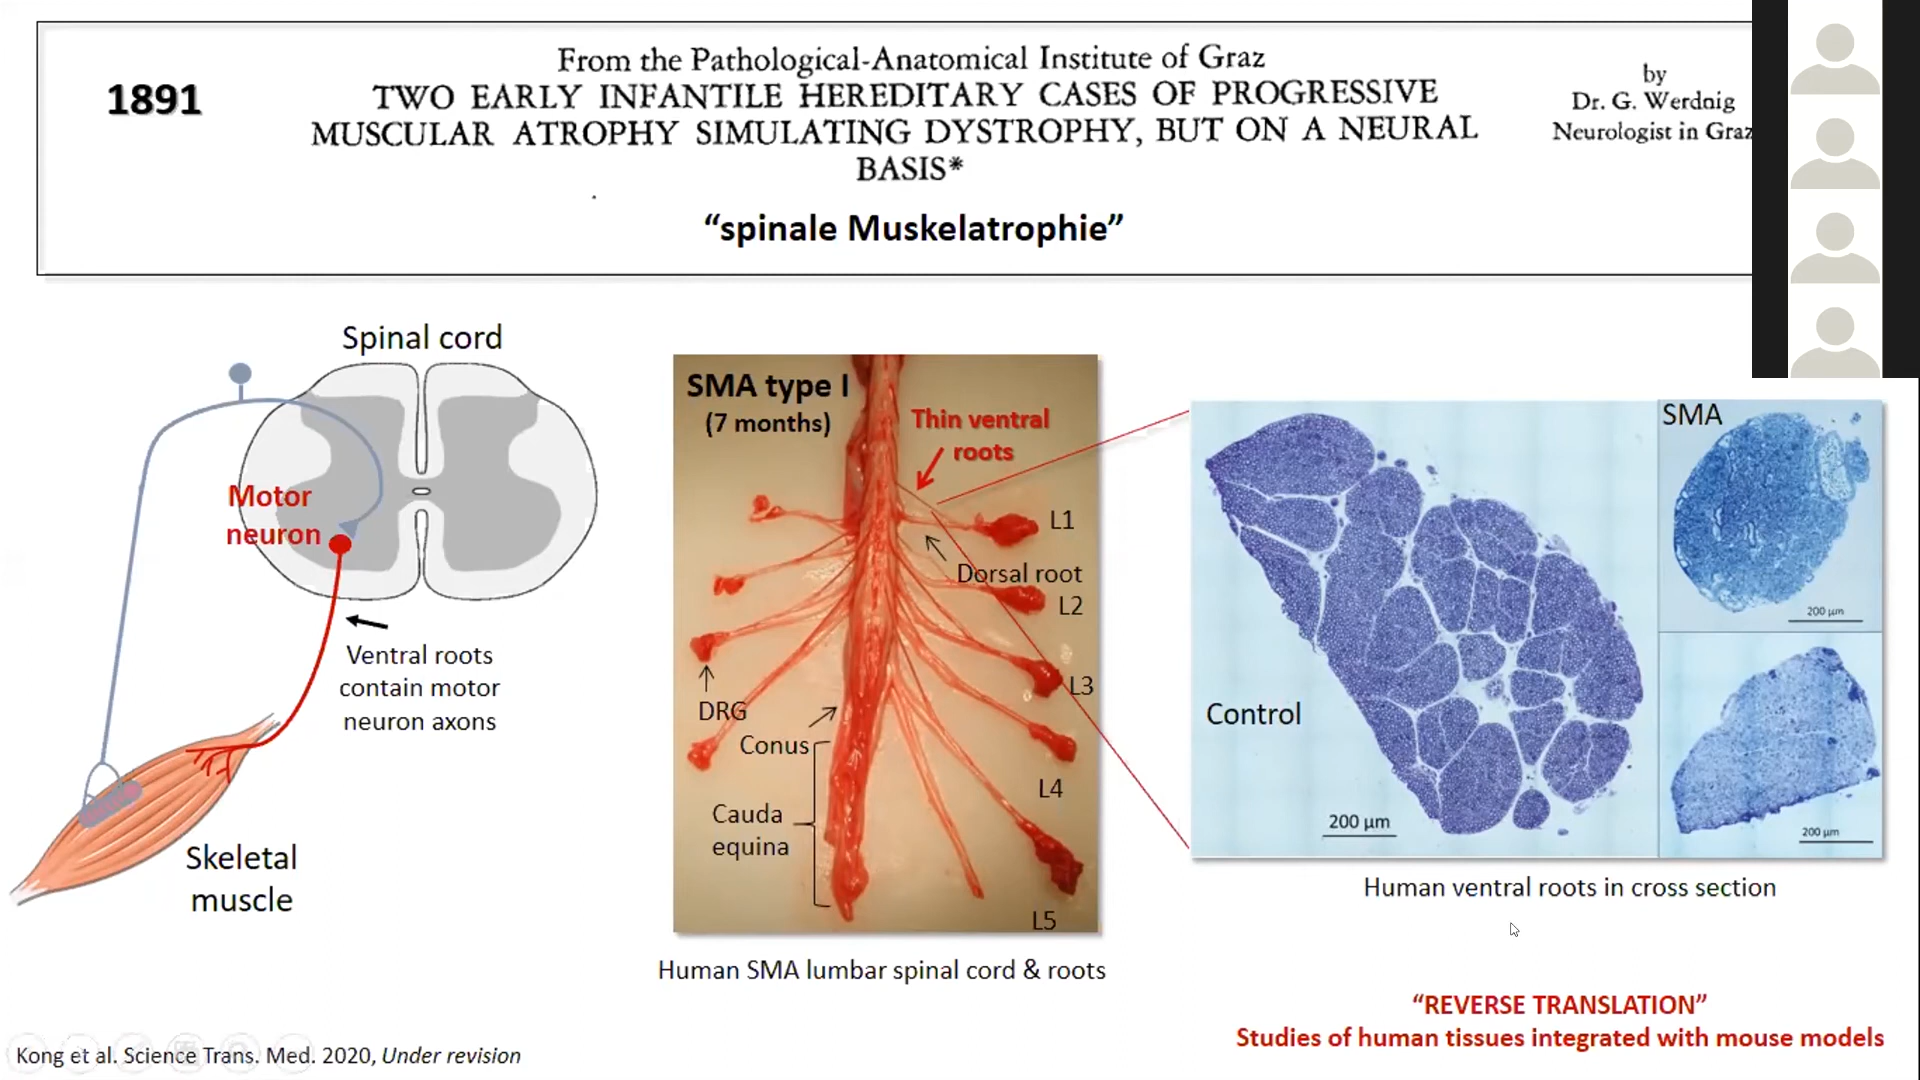 1891
From the Pathological-Anatomical Institute of Graz
TWO EARLY INFANTILE HEREDITARY CASES OF PROGRESSIVE
MUSCULAR ATROPHY SIMULATING DYSTROPHY, BUT ON A NEURAL
BASIS*
by
Dr. G. Werdnig
Neurologist in Graz
“spinale Muskelatrophie”
Spinal cord
Motor
neuron
Ventral roots
contain motor
neuron axons
Skeletal
muscle
SMA type I
(7 months)
Thin ventral
roots
L1
Dorsal root
L2
L3
DRG
Conus
L4
Cauda
equina
L5
Human SMA lumbar spinal cord & roots
Control
200 µm
SMA
200 µm
200 µm
Human ventral roots in cross section
“REVERSE TRANSLATION”
Studies of human tissues integrated with mouse models
Kong et al. Science Trans. Med. 2020, Under revision